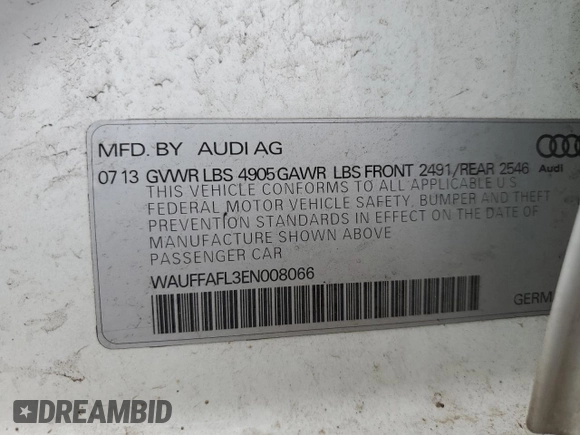 MFD. BY AUDI AG
07 13 GVWR LBS 4905 GAWR LBS FRONT 2491/REAR 2546
Audi
THIS VEHICLE CONFORMS TO ALL APPLICABLE U S
FEDERAL MOTOR VEHICLE SAFETY, BUMPER AND THEFT
PREVENTION STANDARDS IN EFFECT ON THE DATE OF
MANUFACTURE SHOWN ABOVE
PASSENGER CAR
WAUFFAFL3EN008066
GERM
DREAMBID